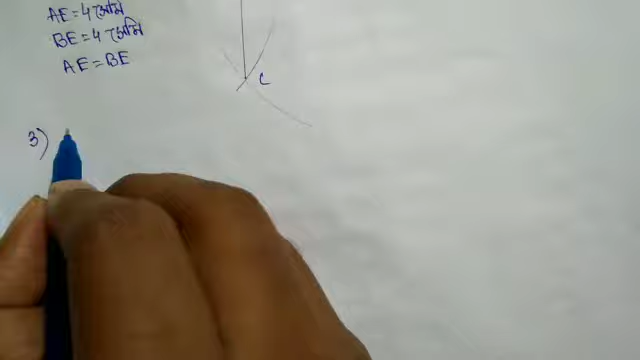 AE = 4 সেমি
BE = 4 সেমি
AE = BE
C
3)